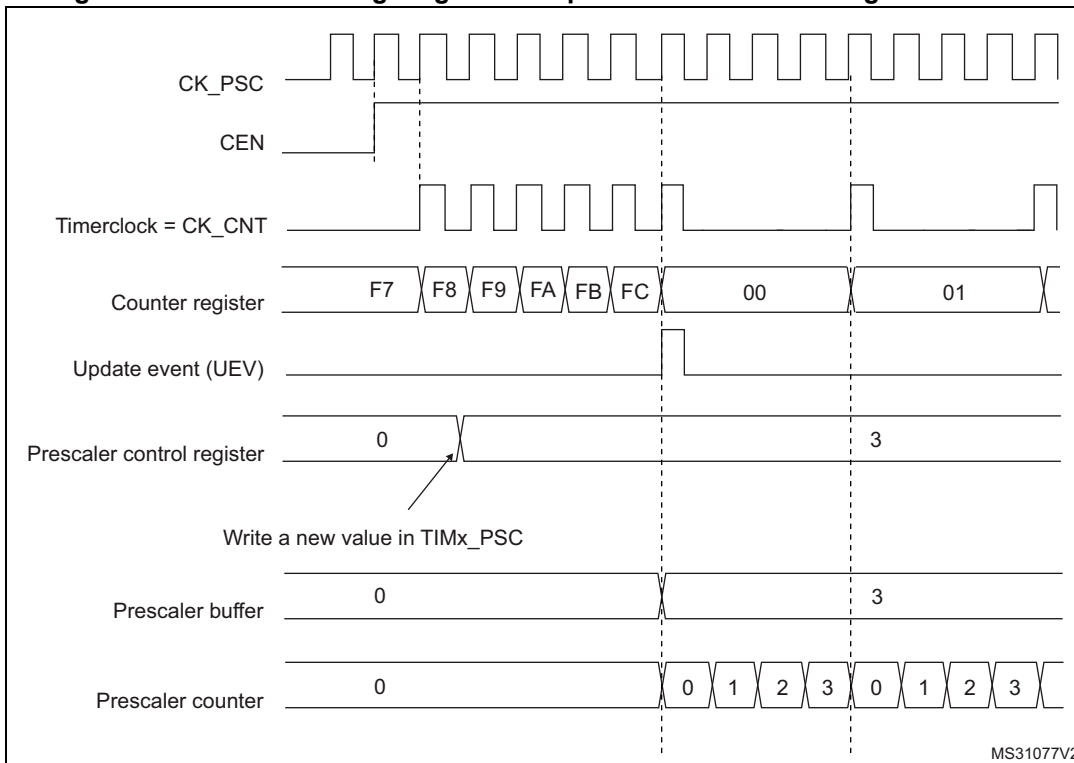 CK_PSC
CEN
Timerclock = CK_CNT
Counter register F7 F8 F9 FA FB FC 00 01
Update event (UEV)
Prescaler control register 0 3
Write a new value in TIMx_PSC
Prescaler buffer 0 3
Prescaler counter 0 0 1 2 3 0 1 2 3
MS31077V2